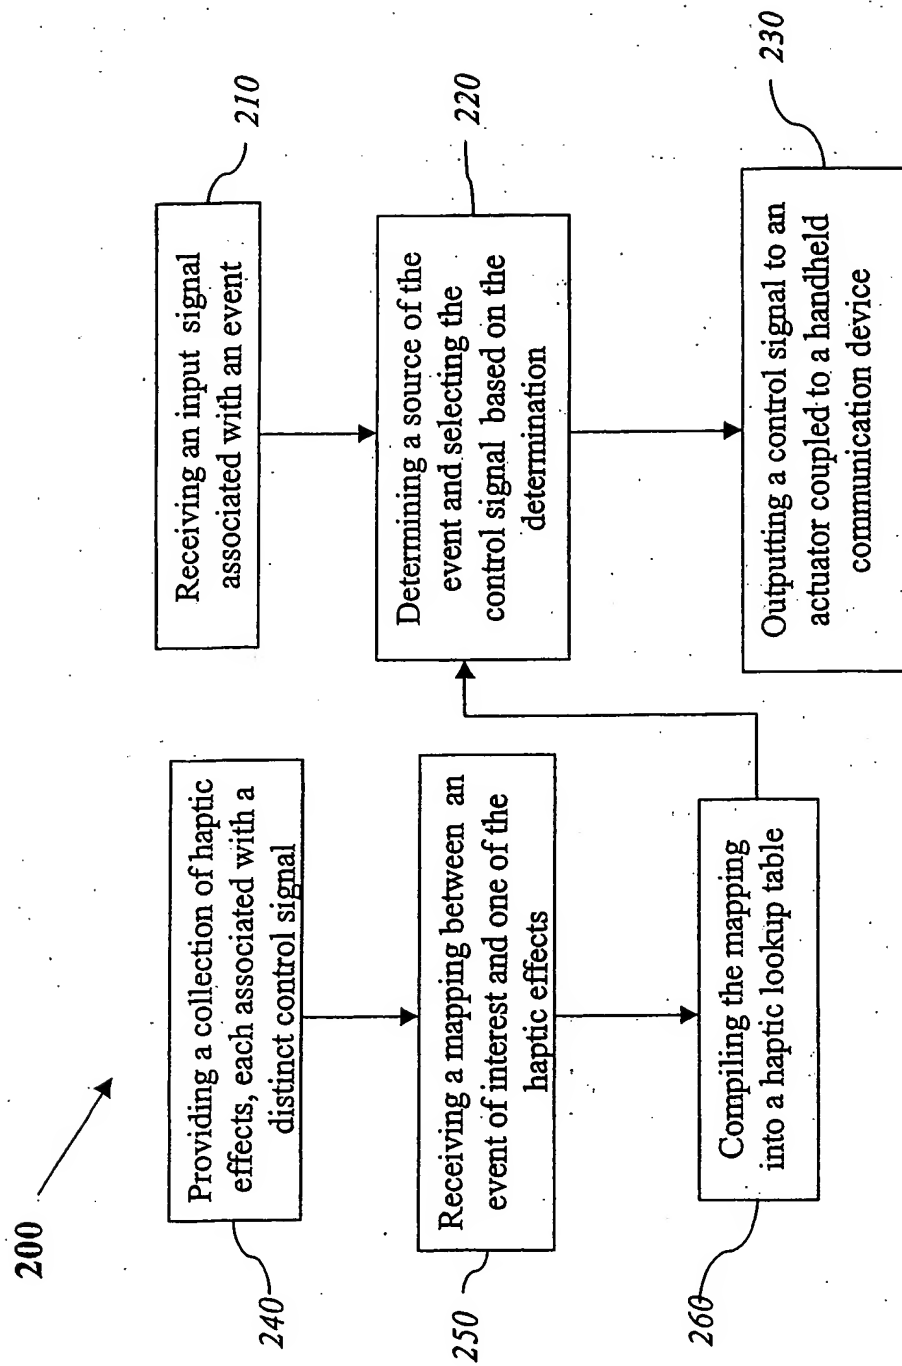 200
Providing a collection of haptic
effects, each associated with a
distinct control signal
240
Receiving a mapping between an
event of interest and one of the
haptic effects
250
Compiling the mapping
into a haptic lookup table
260
Receiving an input signal
associated with an event
210
Determining a source of the
event and selecting the
control signal based on the
determination
220
Outputting a control signal to an
actuator coupled to a handheld
communication device
230